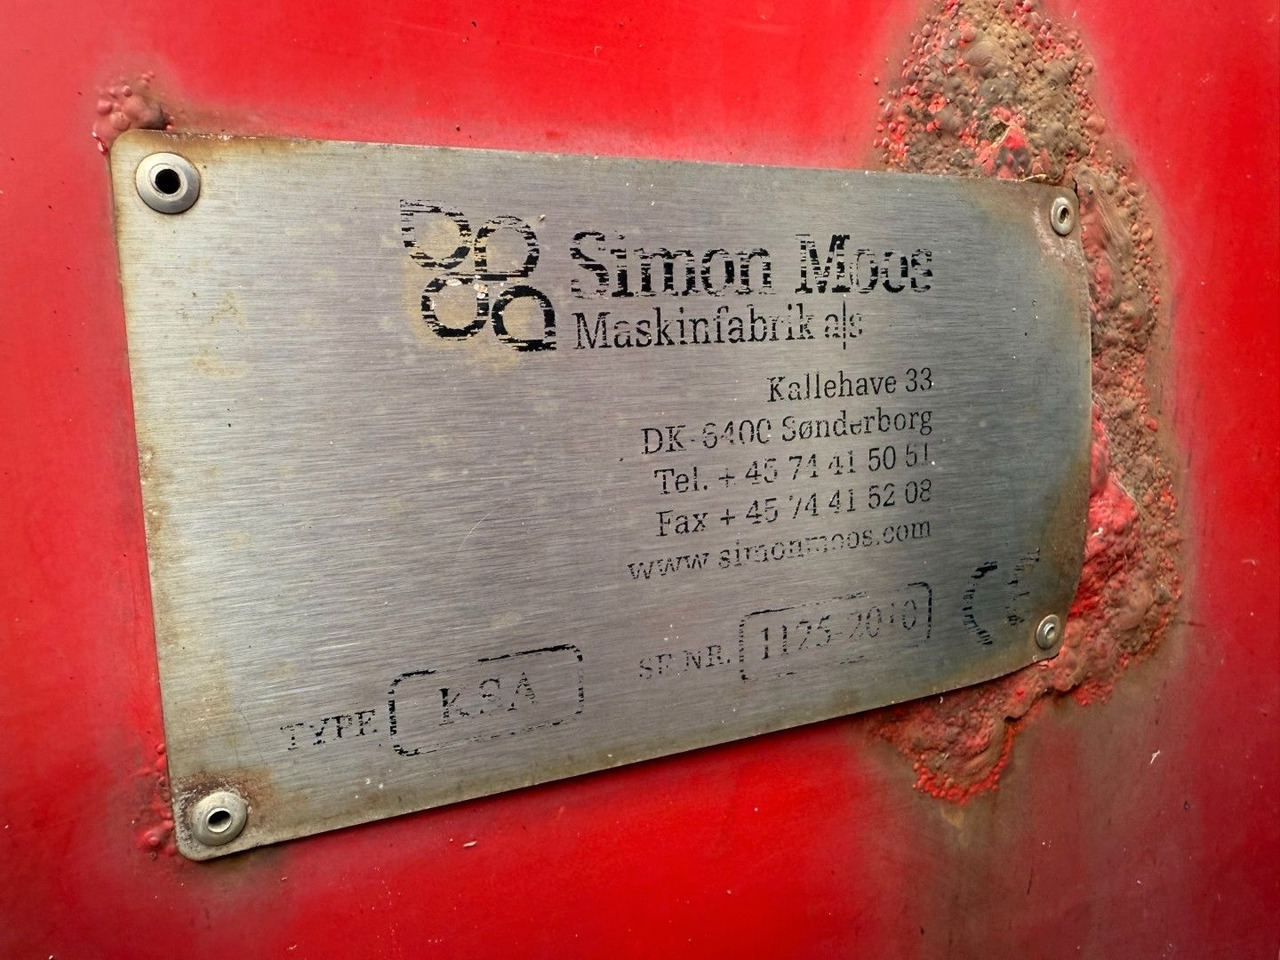 Simon Moos
Maskinfabrik a|s
Kallehave 33
DK-6400 Sønderborg
Tel. + 45 74 41 50 51
Fax + 45 74 41 52 08
www.simonmoos.com
TYPE. KSA
SE NR. 1125-2010